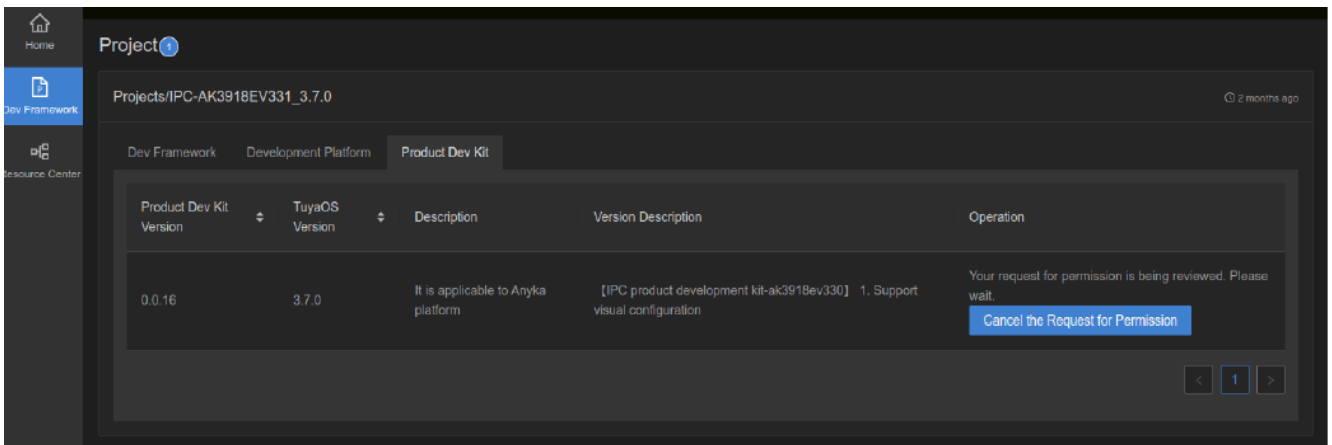 Home
Project 1
Dev Framework
Projects/IPC-AK3918EV331_3.7.0
2 months ago
Resource Center
Dev Framework
Development Platform
Product Dev Kit
Product Dev Kit
Version
TuyaOS
Version
Description
Version Description
Operation
0.0.16
3.7.0
It is applicable to Anyka
platform
【IPC product development kit-ak3918ev330】 1. Support
visual configuration
Your request for permission is being reviewed. Please
wait.
Cancel the Request for Permission
< 1 >